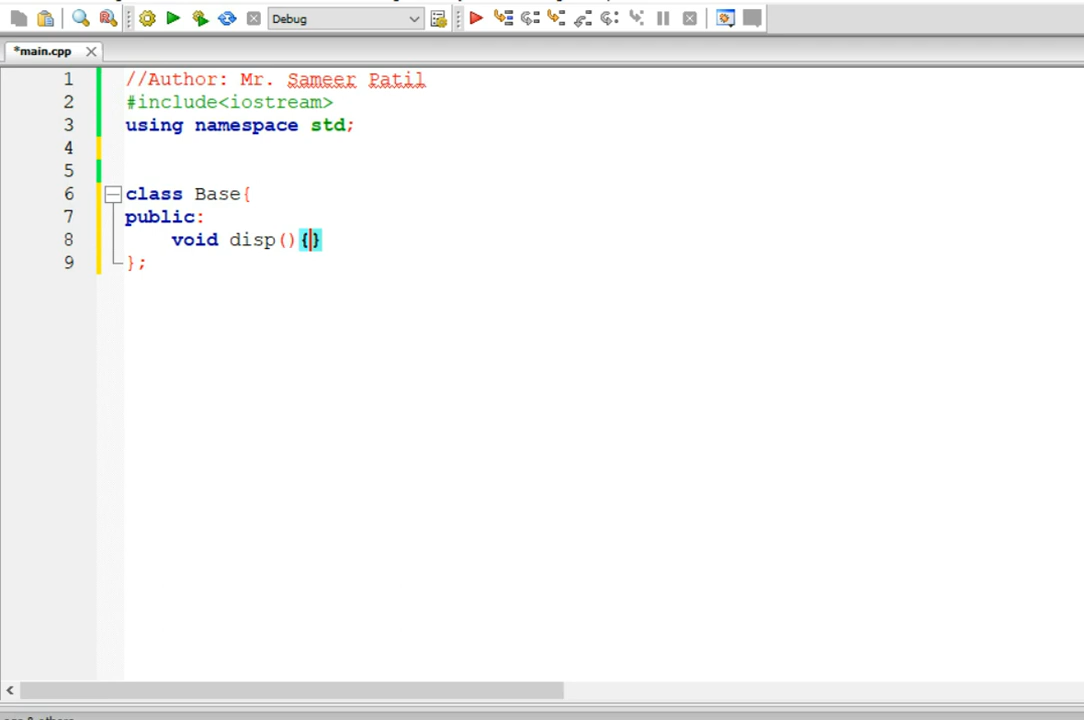 Debug
*main.cpp
1 //Author: Mr. Sameer Patil
2 #include<iostream>
3 using namespace std;
4
5
6 class Base{
7 public:
8 void disp(){}
9 };